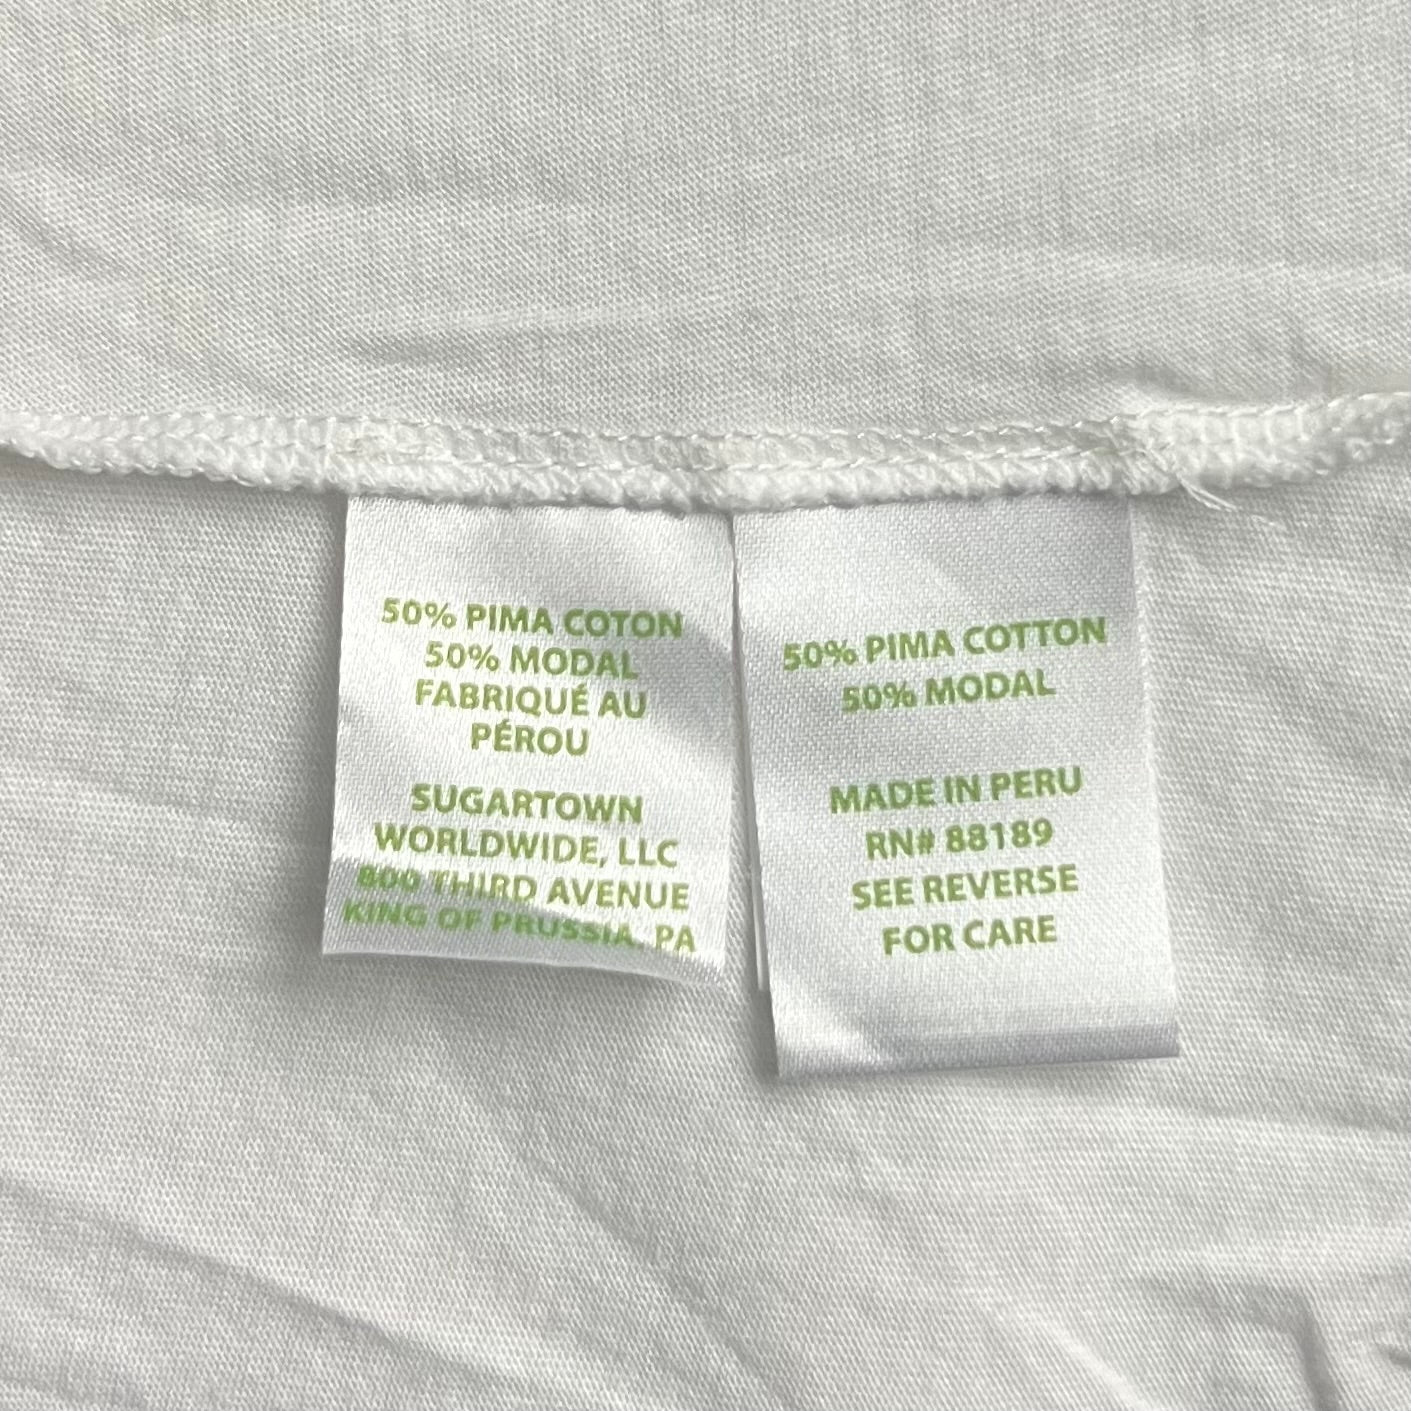 50% PIMA COTON
50% MODAL
FABRIQUÉ AU
PÉROU
SUGARTOWN
WORLDWIDE, LLC
800 THIRD AVENUE
KING OF PRUSSIA, PA
50% PIMA COTTON
50% MODAL
MADE IN PERU
RN# 88189
SEE REVERSE
FOR CARE